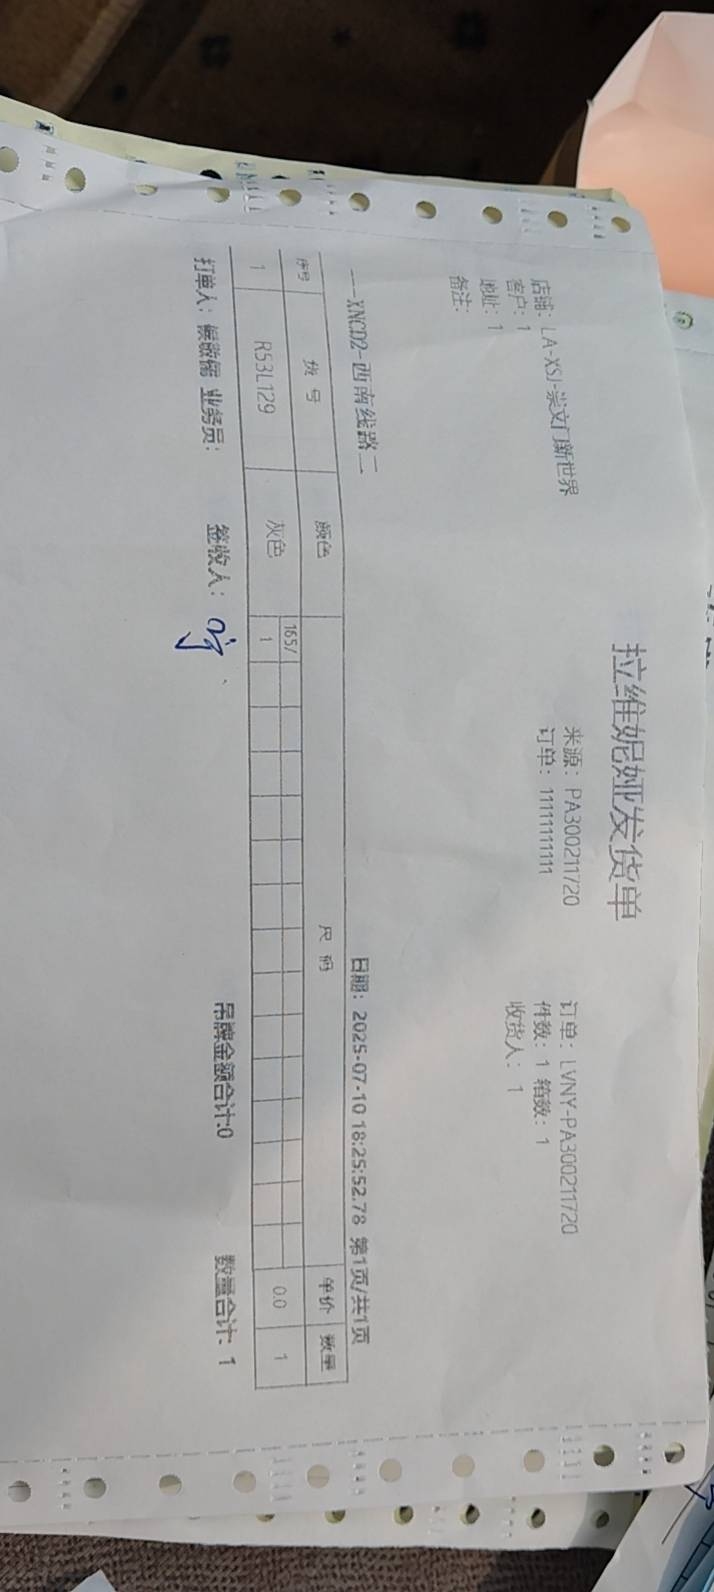 拉维妮娅发货单
店铺: LA-XSJ-崇文门新世界 来源: PA300211720 订单: LVNY-PA300211720
客户: 1 订单: 11111111111 件数: 1 箱数: 1
地址: 1 收货人: 1
备注:
---XNCD2-西南线路二 日期: 2025-07-10 18:25:52.78 第1页/共1页
序号 货号 颜色 尺码 单价 数量
165/
1 R53L129 灰色 1 0.0 1
打单人: 业务员: 签收人: 吊牌金额合计:0 数量合计: 1